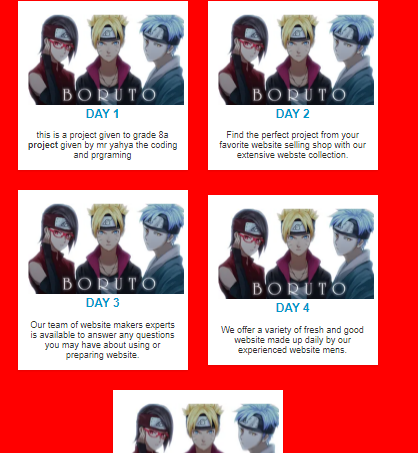 BORUTO
DAY 1
this is a project given to grade 8a
project given by mr yahya the coding
and prgraming
BORUTO
DAY 2
Find the perfect project from your
favorite website selling shop with our
extensive webste collection.
BORUTO
DAY 3
Our team of website makers experts
is available to answer any questions
you may have about using or
preparing website.
BORUTO
DAY 4
We offer a variety of fresh and good
website made up daily by our
experienced website mens.